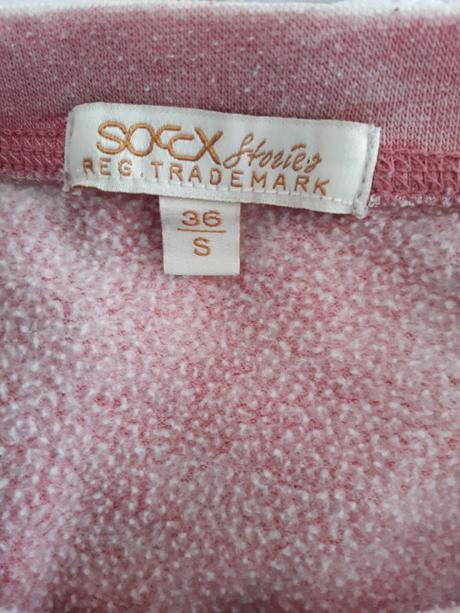 SOCCX Stories
REG. TRADEMARK
36
S